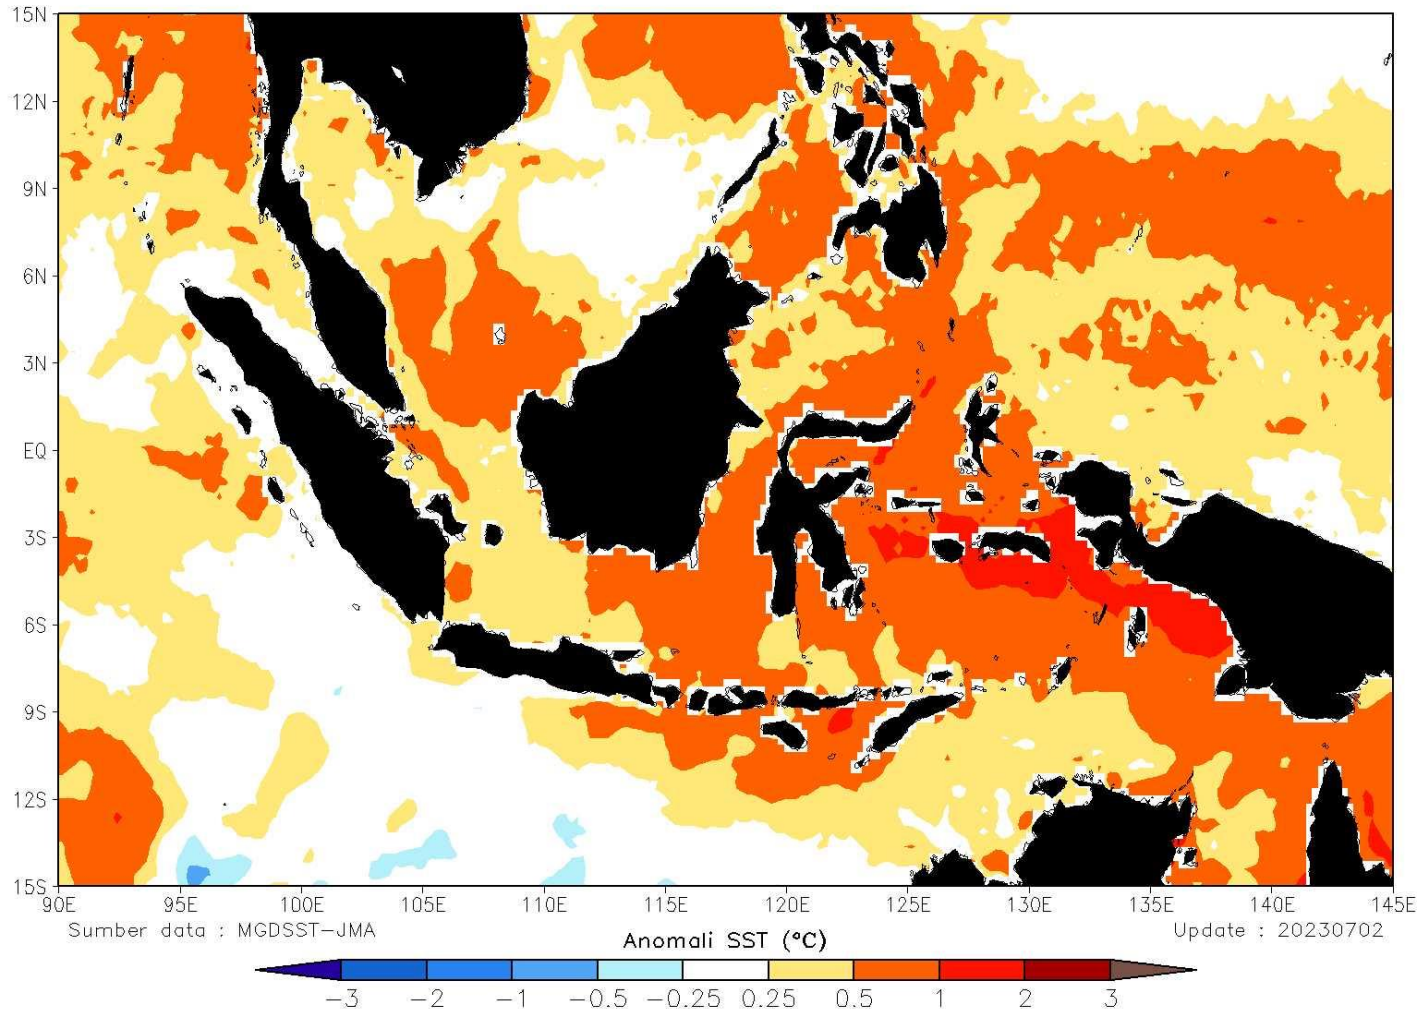 15N
12N
9N
6N
3N
EQ
3S
6S
9S
12S
15S
90E 95E 100E 105E 110E 115E 120E 125E 130E 135E 140E 145E
Sumber data : MGDSST-JMA
Update : 20230702
Anomali SST (°C)
-3 -2 -1 -0.5 -0.25 0.25 0.5 1 2 3